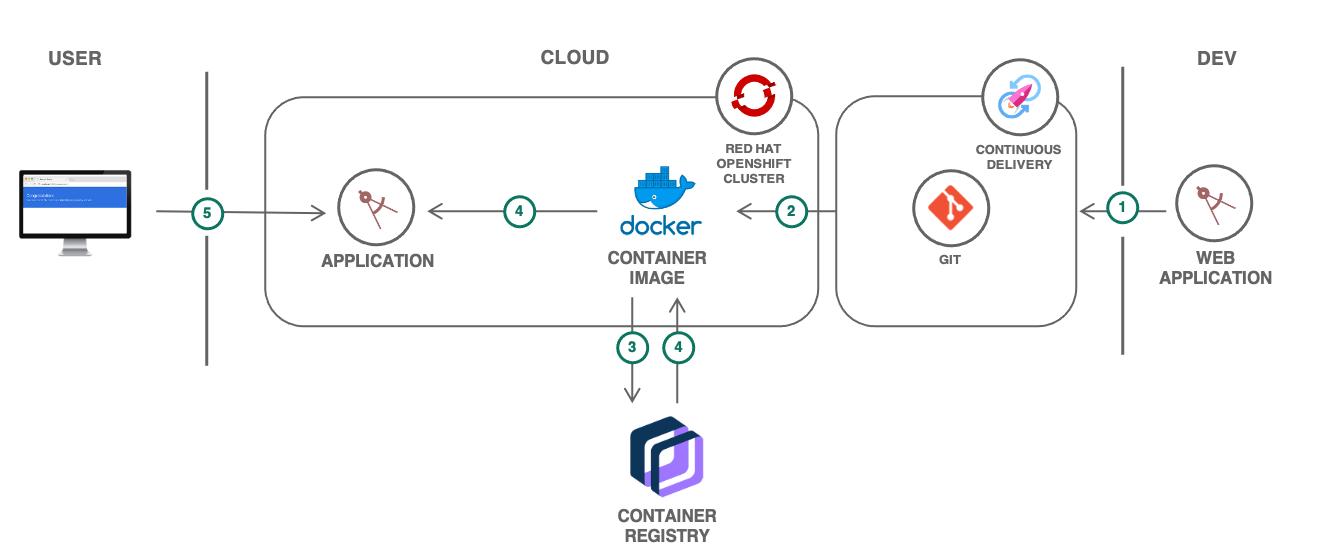 USER
CLOUD
DEV
RED HAT
OPENSHIFT
CLUSTER
CONTINUOUS
DELIVERY
5
4
docker
2
1
APPLICATION
CONTAINER
IMAGE
GIT
WEB
APPLICATION
3
4
CONTAINER
REGISTRY